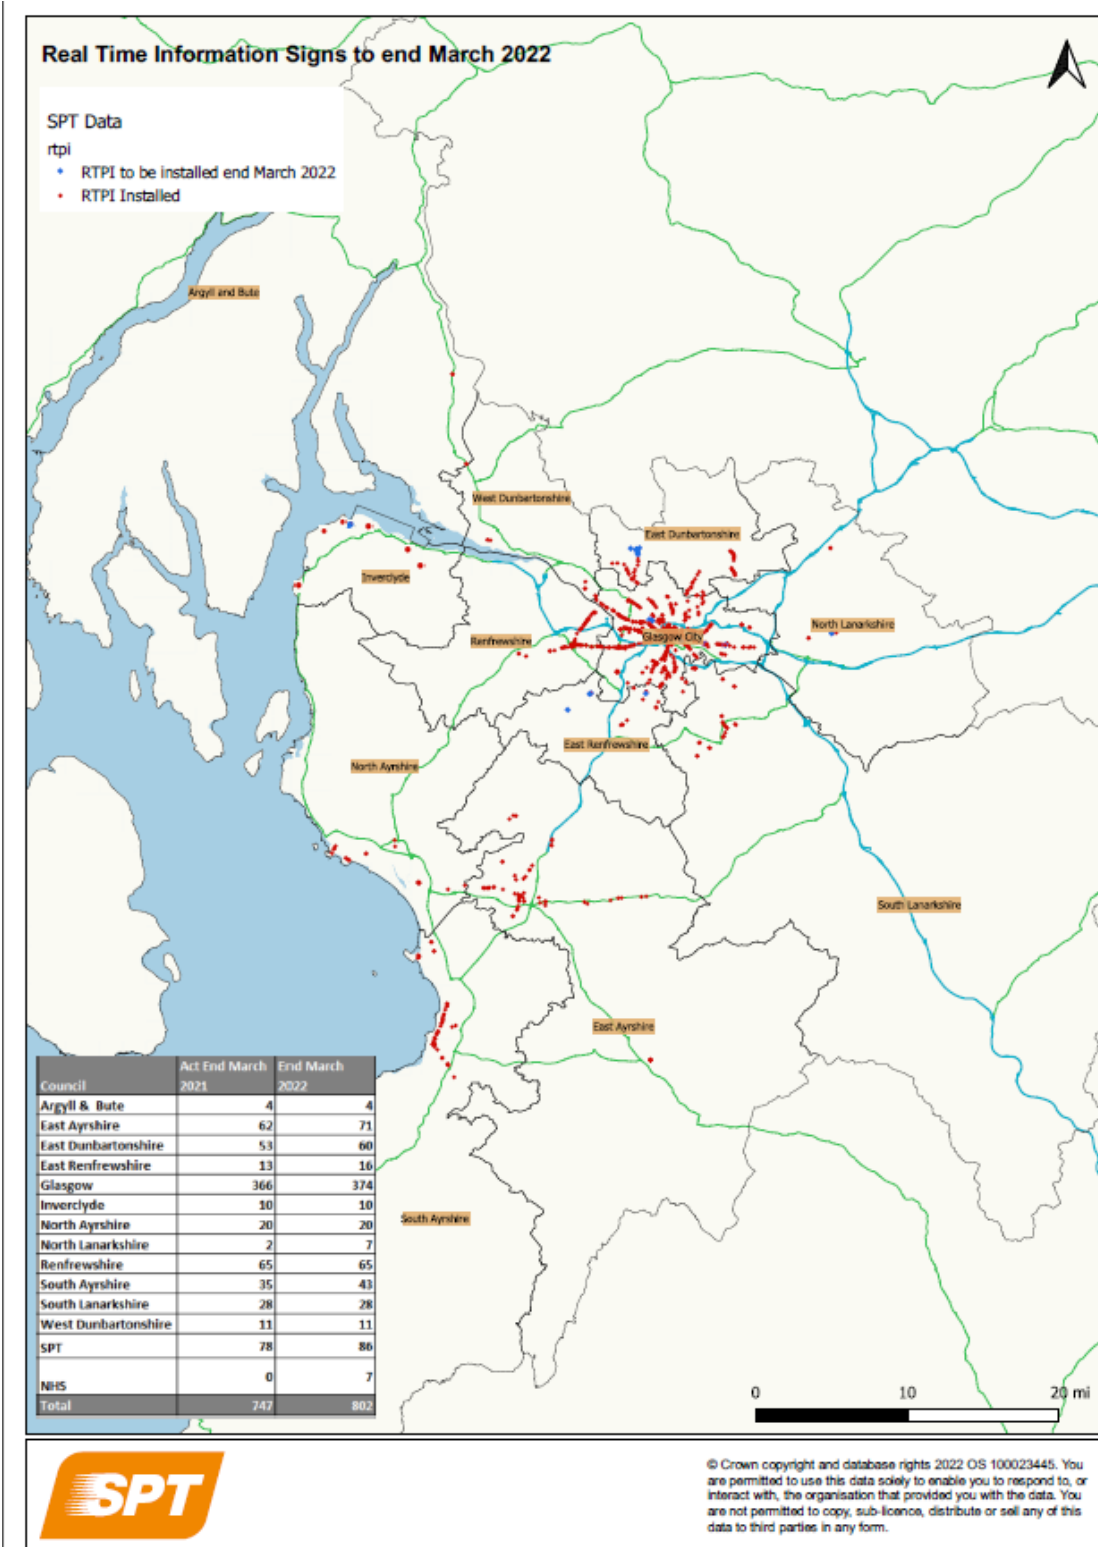 Real Time Information Signs to end March 2022
SPT Data
rtpi
RTPI to be installed end March 2022
RTPI Installed
Argyll and Bute
West Dunbartonshire
East Dunbartonshire
Inverclyde
North Lanarkshire
Glasgow City
Renfrewshire
East Renfrewshire
North Ayrshire
South Lanarkshire
East Ayrshire
South Ayrshire
Council Act End March 2021 End March 2022
Argyll & Bute 4 4
East Ayrshire 62 71
East Dunbartonshire 53 60
East Renfrewshire 13 16
Glasgow 366 374
Inverclyde 10 10
North Ayrshire 20 20
North Lanarkshire 2 7
Renfrewshire 65 65
South Ayrshire 35 43
South Lanarkshire 28 28
West Dunbartonshire 11 11
SPT 78 86
NHS 0 7
Total 747 802
0 10 20 mi
SPT
© Crown copyright and database rights 2022 OS 100023445. You
are permitted to use this data solely to enable you to respond to, or
interact with, the organisation that provided you with the data. You
are not permitted to copy, sub-licence, distribute or sell any of this
data to third parties in any form.